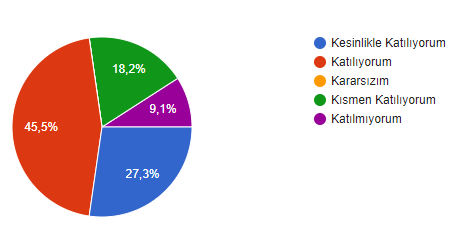 Kesinlikle Katılıyorum
Katılıyorum
Kararsızım
Kısmen Katılıyorum
Katılmıyorum
18,2%
9,1%
45,5%
27,3%